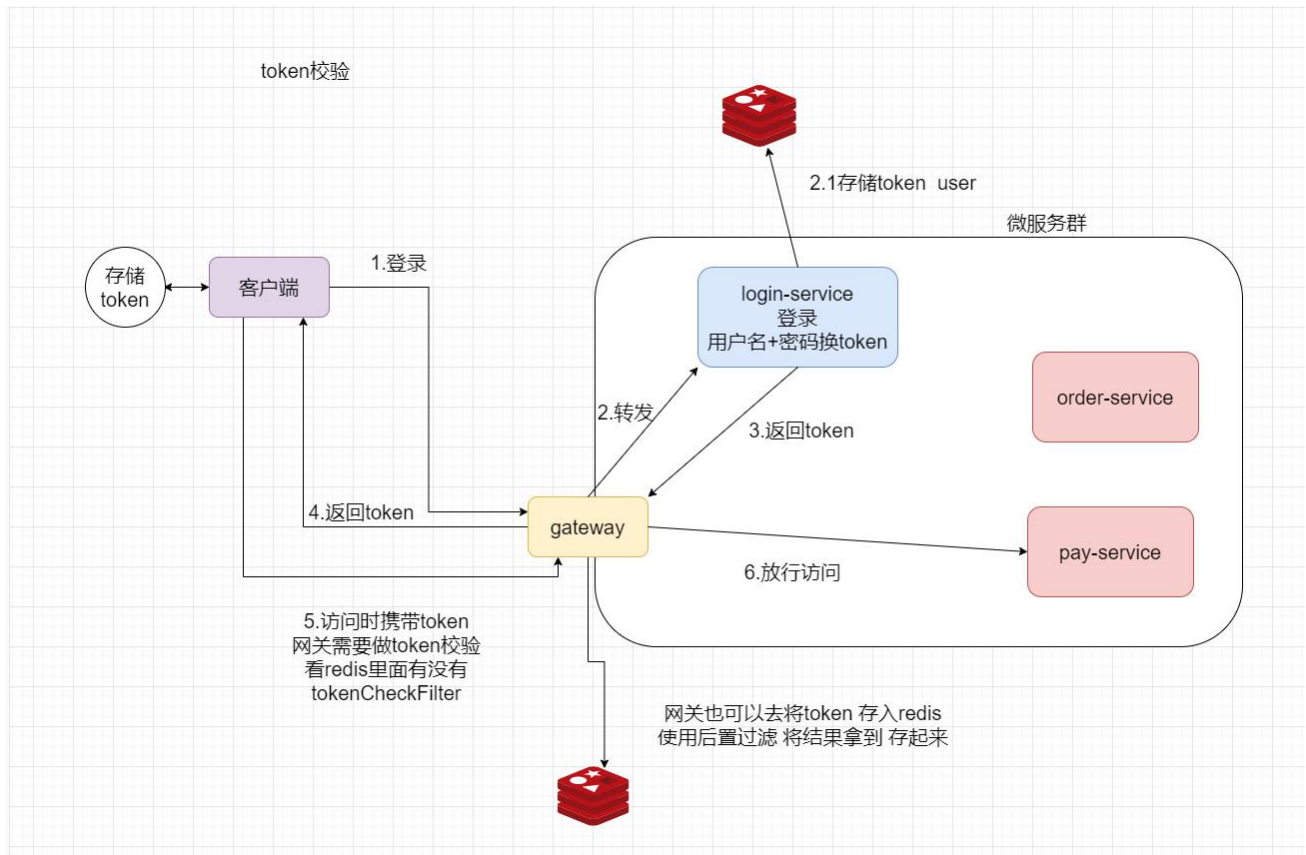 token校验
2.1存储token  user
微服务群
1.登录
存储
token
客户端
login-service
登录
用户名+密码换token
order-service
2.转发
3.返回token
4.返回token
gateway
pay-service
6.放行访问
5.访问时携带token
网关需要做token校验
看redis里面有没有
tokenCheckFilter
网关也可以去将token 存入redis
使用后置过滤 将结果拿到 存起来